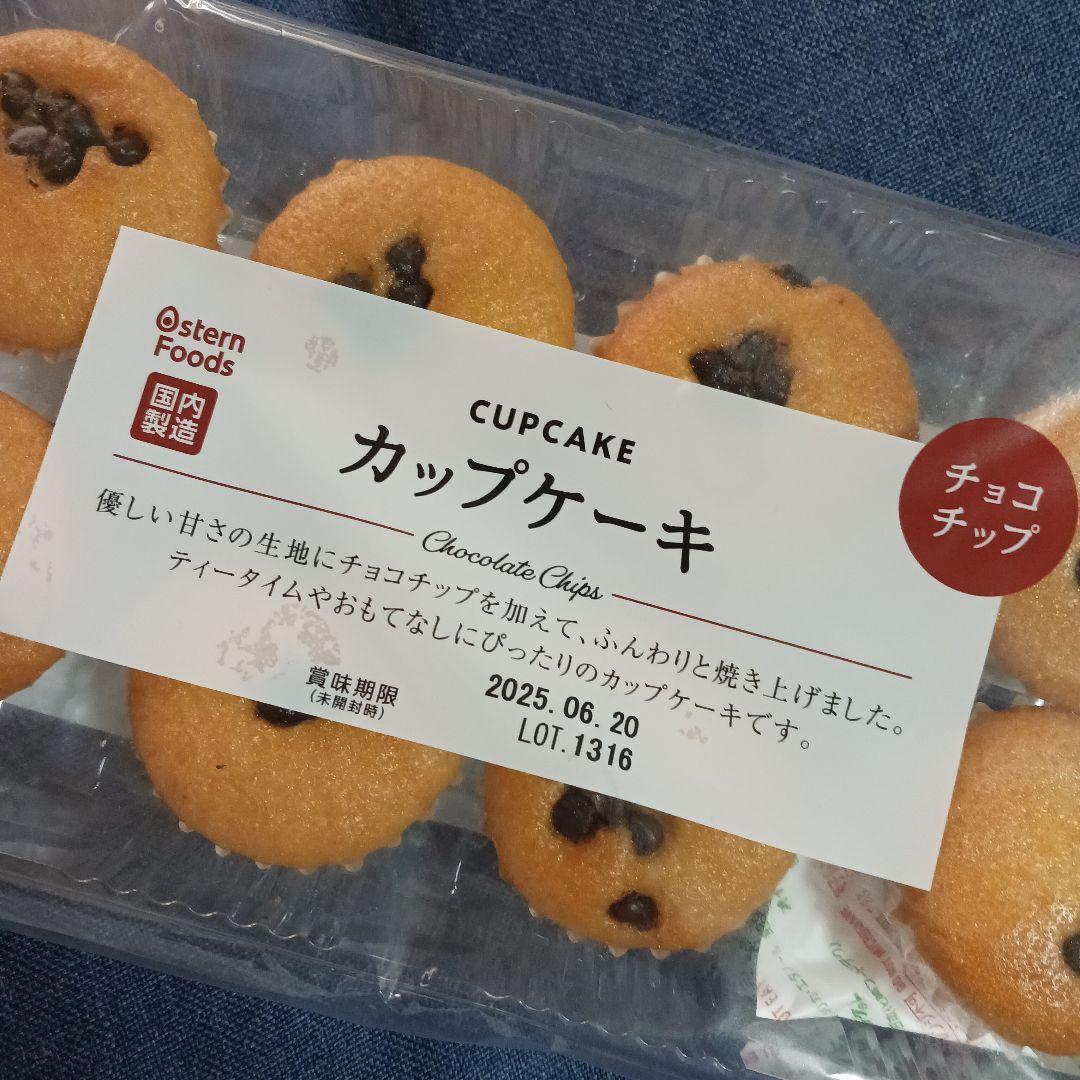 Ostern
Foods
国内
製造
CUPCAKE
カップケーキ
Chocolate Chips
チョコ
チップ
優しい甘さの生地にチョコチップを加えて、ふんわりと焼き上げました。
ティータイムやおもてなしにぴったりのカップケーキです。
賞味期限
(未開封時)
2025.06.20
LOT.1316